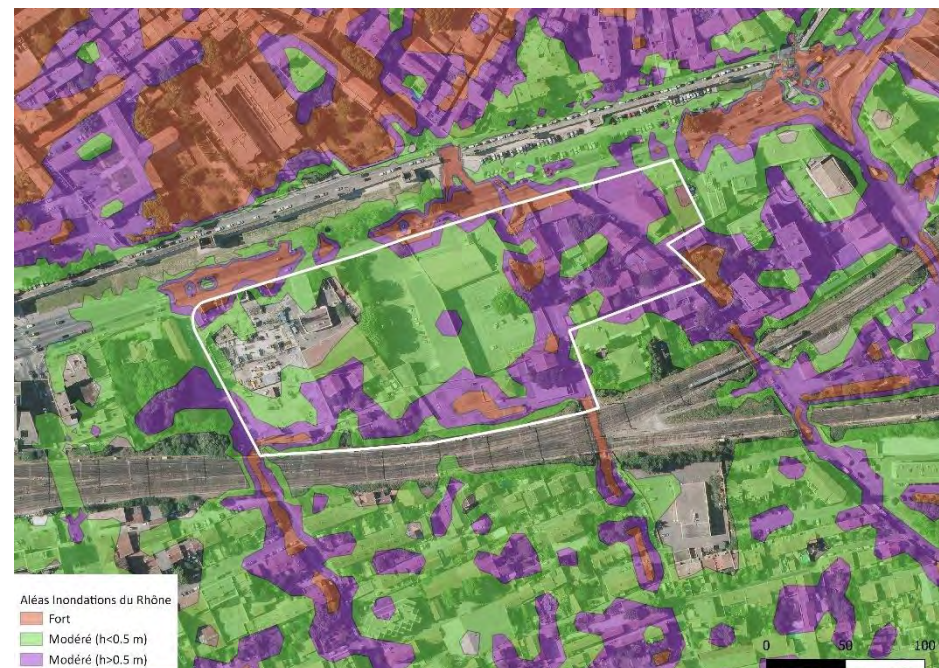 Aléas Inondations du Rhône
Fort
Modéré (h<0.5 m)
Modéré (h>0.5 m)
0 50 100